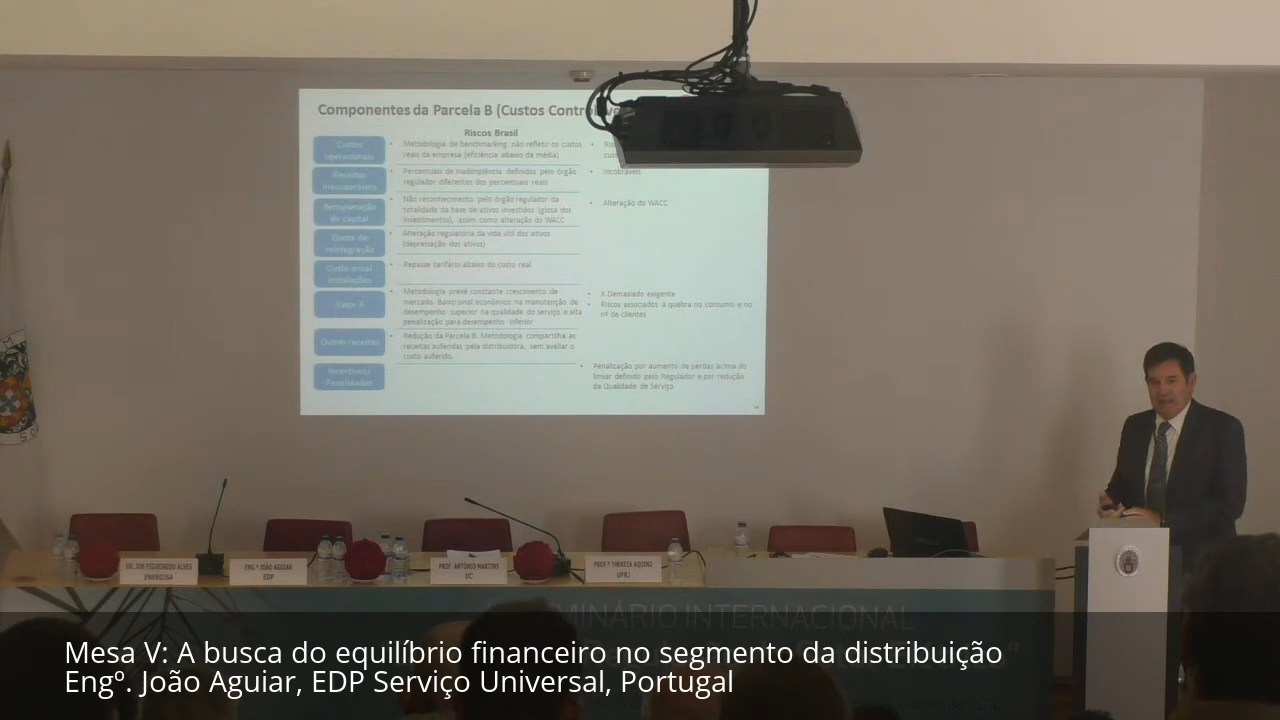 Componentes da Parcela B (Custos
Riscos Brasil
Custos
operacionais
Metodologia de benchmarking não refletir os custos
reais da empresa (eficiência abaixo da média)
Receitas
irrecuperáveis
Percentuais de inadimplência definidos pelo órgão
regulador diferentes dos percentuais reais
Incobráveis
Remuneração
do capital
Não reconhecimento pelo órgão regulador da
totalidade da base de ativos investidos (glosa dos
investimentos), assim como alteração do WACC
Alteração do WACC
Quota de
reintegração
Alteração regulatória da vida útil dos ativos
(depreciação dos ativos)
Custo anual
instalações
Repasse tarifário abaixo do custo real
Fator X
Metodologia prevê constante crescimento de
mercado. Baixo sinal econômico na manutenção de
desempenho superior na qualidade do serviço e alta
penalização para desempenho inferior
X Demasiado exigente
Riscos associados à quebra no consumo e no
nº de clientes
Outras receitas
Redução da Parcela B. Metodologia compartilha as
receitas auferidas pela distribuidora, sem avaliar o
custo auferido.
Incentivos/
Penalidades
Penalização por aumento de perdas acima do
limiar definido pelo Regulador e por redução
da Qualidade de Serviço
ENERGISA
ENG.º JOÃO AGUIAR
EDP
PROF. ANTÓNIO MARTINS
UC
PROF.ª THEREZA AQUINO
UFRJ
MINÁRIO INTERNACIONAL
Mesa V: A busca do equilíbrio financeiro no segmento da distribuição
Engº. João Aguiar, EDP Serviço Universal, Portugal